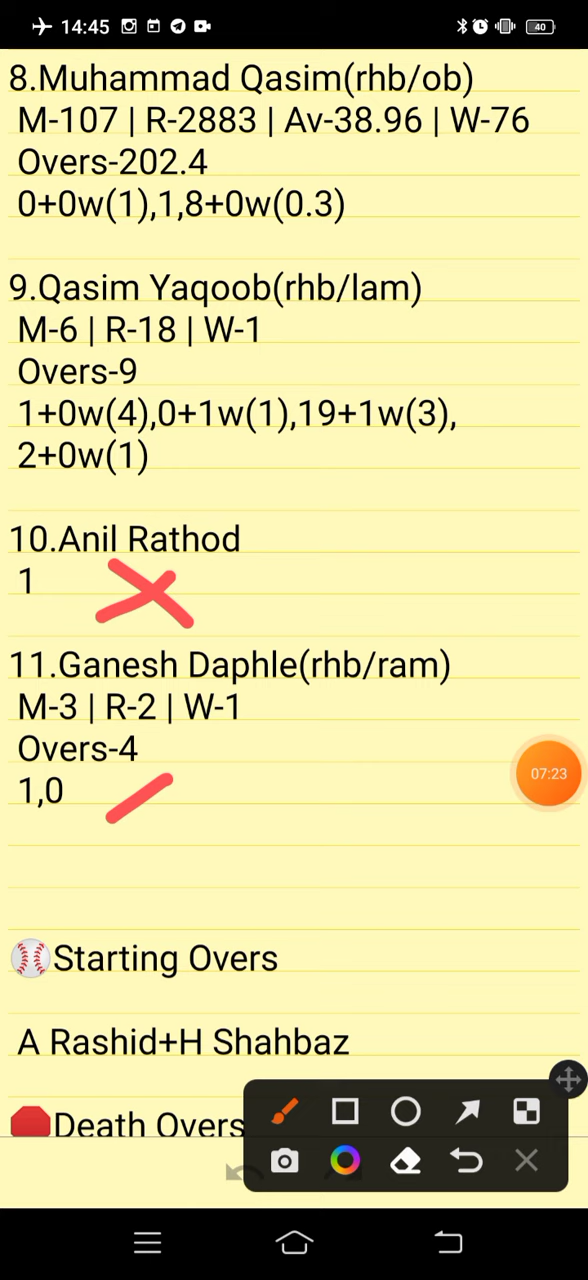 14:45
40
8.Muhammad Qasim(rhb/ob)
M-107 | R-2883 | Av-38.96 | W-76
Overs-202.4
0+0w(1),1,8+0w(0.3)
9.Qasim Yaqoob(rhb/lam)
M-6 | R-18 | W-1
Overs-9
1+0w(4),0+1w(1),19+1w(3),
2+0w(1)
10.Anil Rathod
1
11.Ganesh Daphle(rhb/ram)
M-3 | R-2 | W-1
Overs-4
07:23
1,0
Starting Overs
A Rashid+H Shahbaz
Death Overs